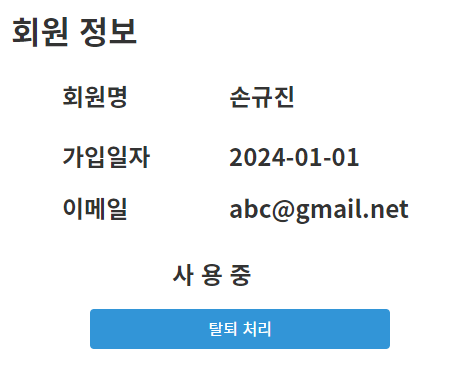 회원 정보
회원명 손규진
가입일자 2024-01-01
이메일 abc@gmail.net
사 용 중
탈퇴 처리